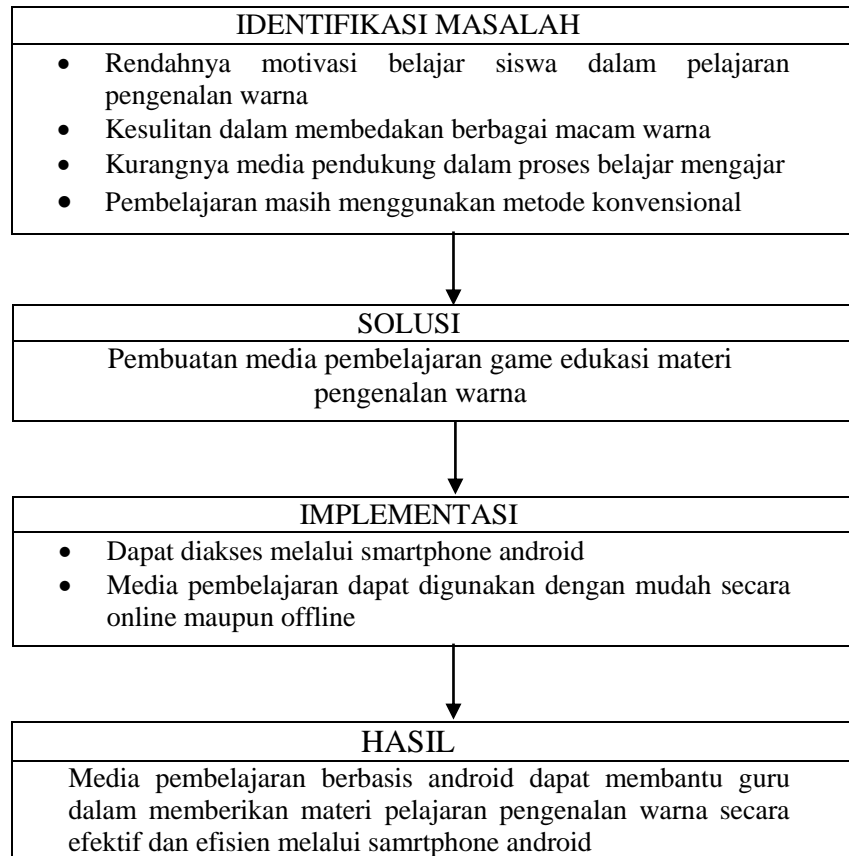 IDENTIFIKASI MASALAH
• Rendahnya motivasi belajar siswa dalam pelajaran
pengenalan warna
• Kesulitan dalam membedakan berbagai macam warna
• Kurangnya media pendukung dalam proses belajar mengajar
• Pembelajaran masih menggunakan metode konvensional
SOLUSI
Pembuatan media pembelajaran game edukasi materi
pengenalan warna
IMPLEMENTASI
• Dapat diakses melalui smartphone android
• Media pembelajaran dapat digunakan dengan mudah secara
online maupun offline
HASIL
Media pembelajaran berbasis android dapat membantu guru
dalam memberikan materi pelajaran pengenalan warna secara
efektif dan efisien melalui samrtphone android